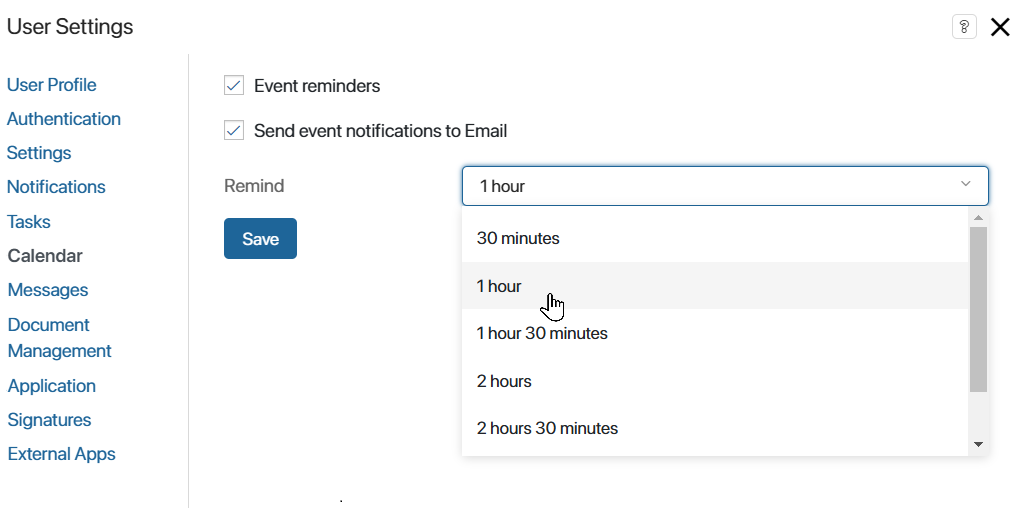 User Settings
?
User Profile
Authentication
Settings
Notifications
Tasks
Calendar
Messages
Document
Management
Application
Signatures
External Apps
Event reminders
Send event notifications to Email
Remind
1 hour
Save
30 minutes
1 hour
1 hour 30 minutes
2 hours
2 hours 30 minutes